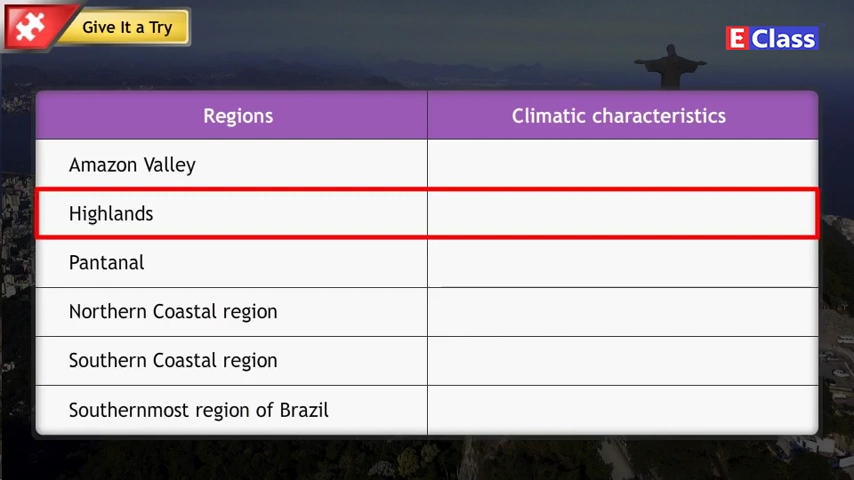 Give It a Try
E Class
Regions Climatic characteristics
Amazon Valley
Highlands
Pantanal
Northern Coastal region
Southern Coastal region
Southernmost region of Brazil